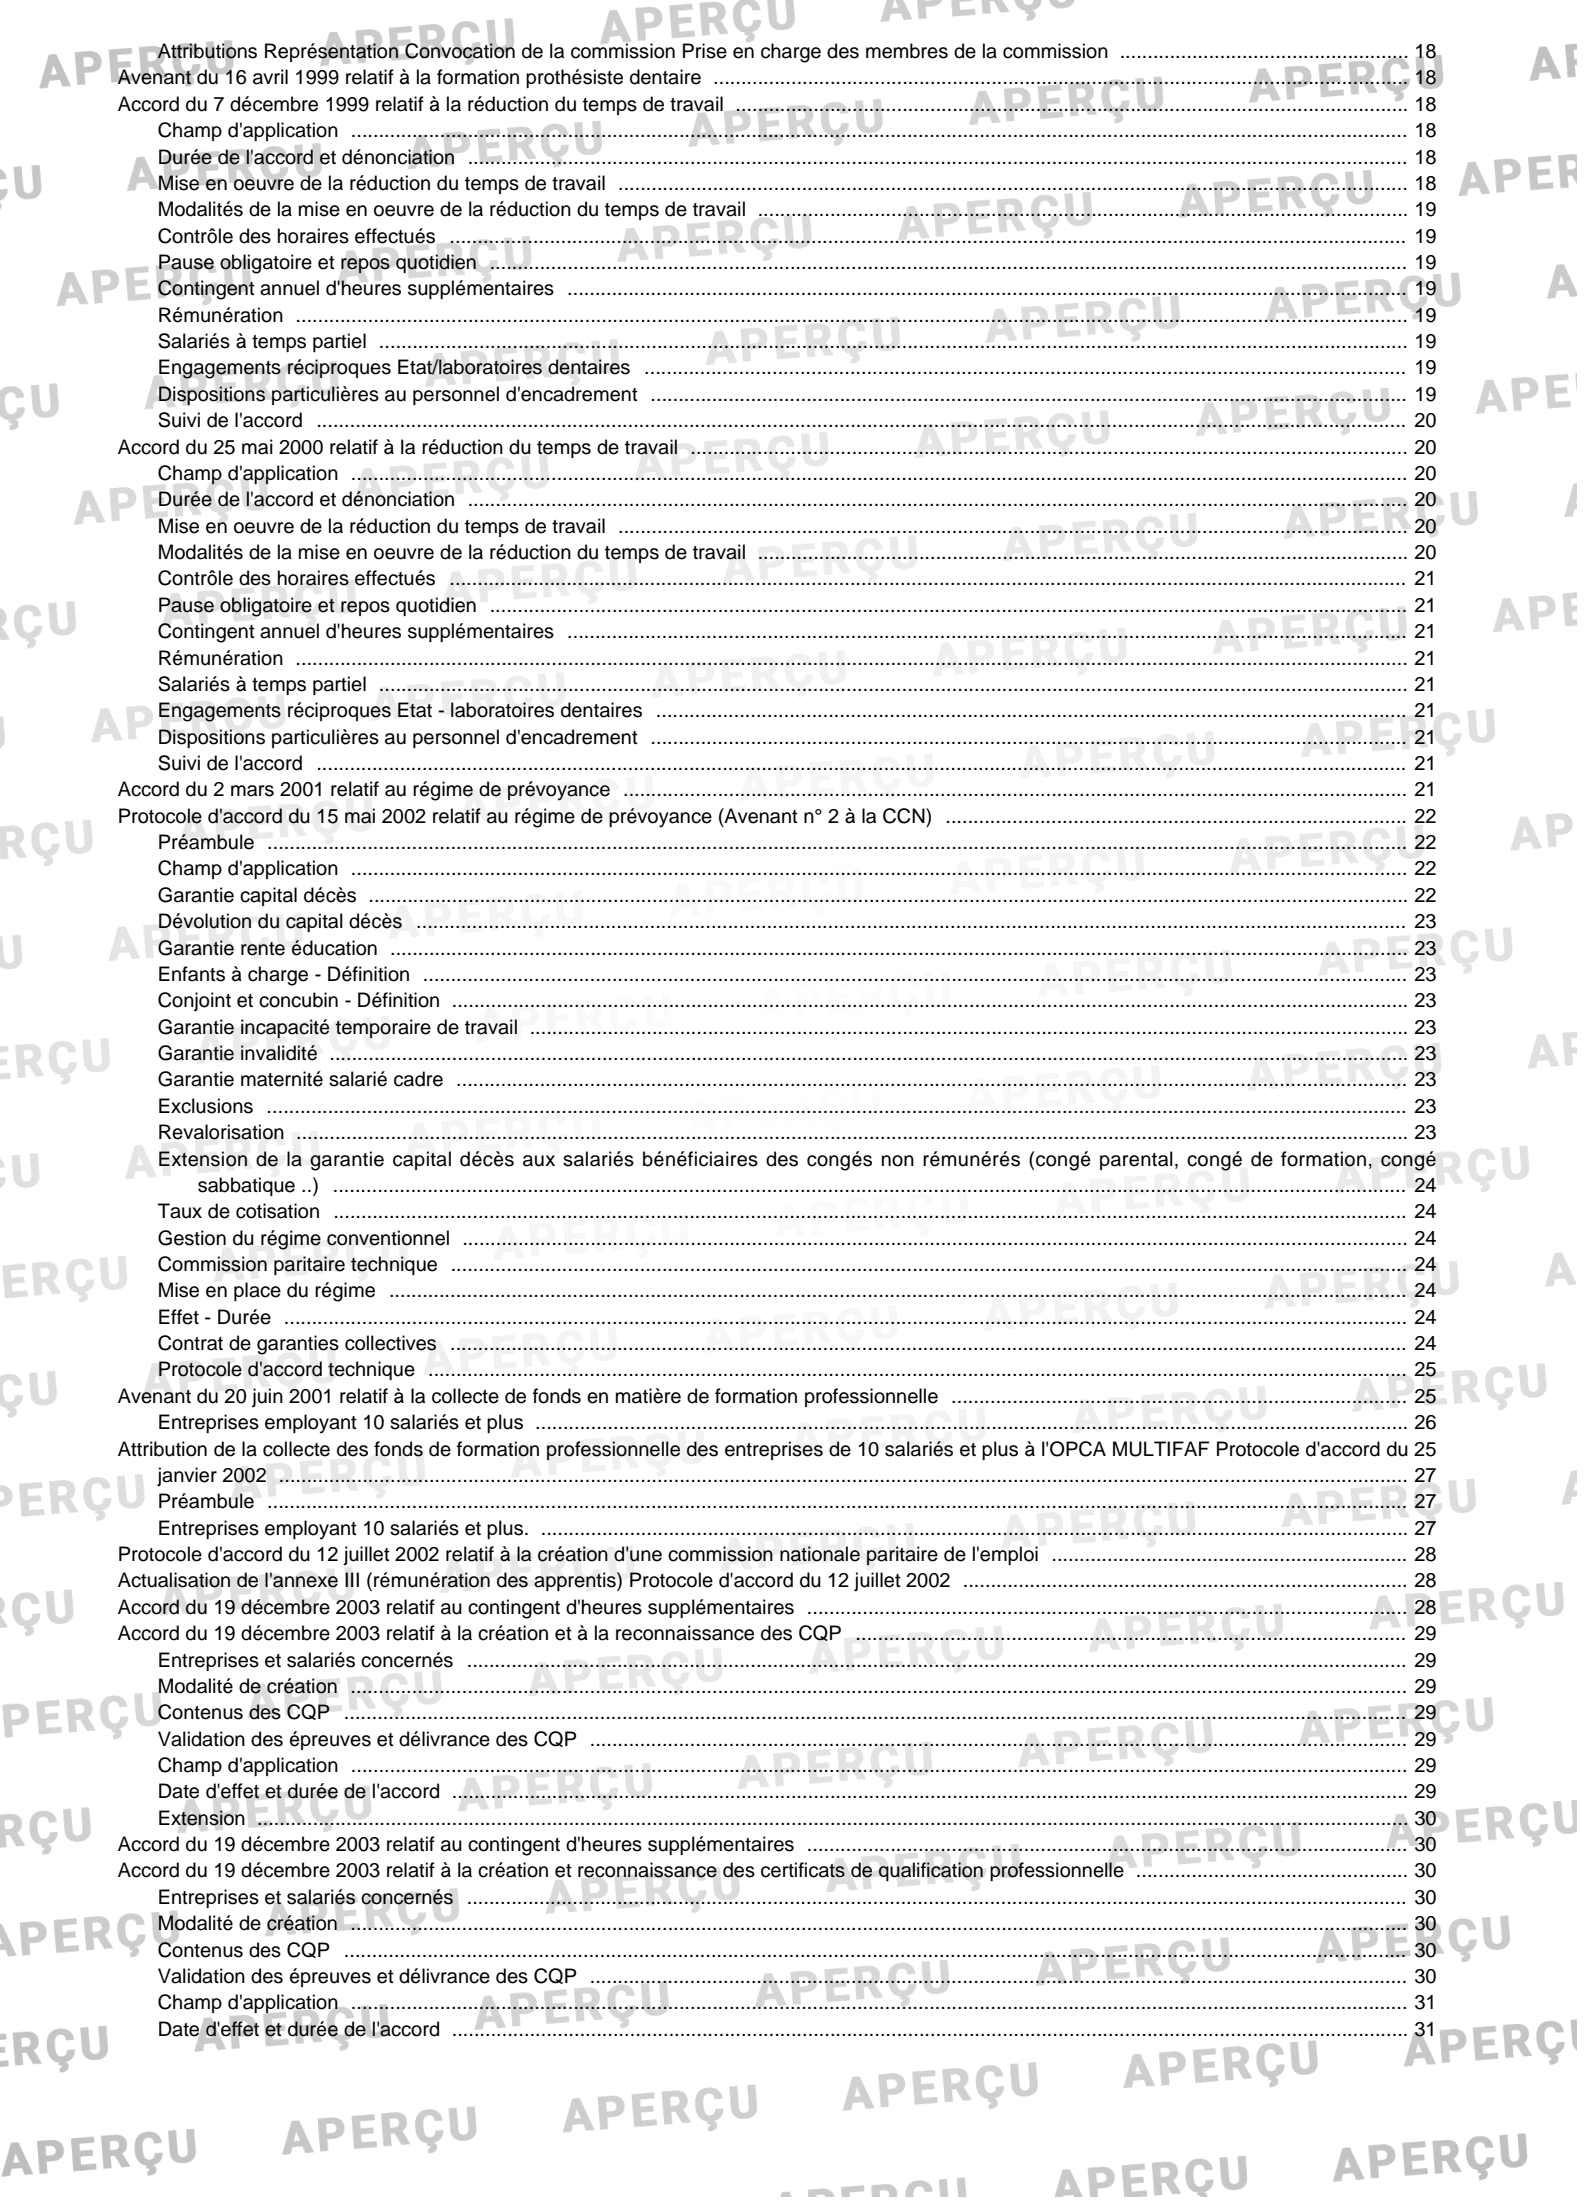 Attributions Représentation Convocation de la commission Prise en charge des membres de la commission ........ 18
Avenant du 16 avril 1999 relatif à la formation prothésiste dentaire ........ 18
Accord du 7 décembre 1999 relatif à la réduction du temps de travail ........ 18
Champ d'application ........ 18
Durée de l'accord et dénonciation ........ 18
Mise en oeuvre de la réduction du temps de travail ........ 18
Modalités de la mise en oeuvre de la réduction du temps de travail ........ 19
Contrôle des horaires effectués ........ 19
Pause obligatoire et repos quotidien ........ 19
Contingent annuel d'heures supplémentaires ........ 19
Rémunération ........ 19
Salariés à temps partiel ........ 19
Engagements réciproques Etat/laboratoires dentaires ........ 19
Dispositions particulières au personnel d'encadrement ........ 19
Suivi de l'accord ........ 20
Accord du 25 mai 2000 relatif à la réduction du temps de travail ........ 20
Champ d'application ........ 20
Durée de l'accord et dénonciation ........ 20
Mise en oeuvre de la réduction du temps de travail ........ 20
Modalités de la mise en oeuvre de la réduction du temps de travail ........ 20
Contrôle des horaires effectués ........ 21
Pause obligatoire et repos quotidien ........ 21
Contingent annuel d'heures supplémentaires ........ 21
Rémunération ........ 21
Salariés à temps partiel ........ 21
Engagements réciproques Etat - laboratoires dentaires ........ 21
Dispositions particulières au personnel d'encadrement ........ 21
Suivi de l'accord ........ 21
Accord du 2 mars 2001 relatif au régime de prévoyance ........ 21
Protocole d'accord du 15 mai 2002 relatif au régime de prévoyance (Avenant n° 2 à la CCN) ........ 22
Préambule ........ 22
Champ d'application ........ 22
Garantie capital décès ........ 22
Dévolution du capital décès ........ 23
Garantie rente éducation ........ 23
Enfants à charge - Définition ........ 23
Conjoint et concubin - Définition ........ 23
Garantie incapacité temporaire de travail ........ 23
Garantie invalidité ........ 23
Garantie maternité salarié cadre ........ 23
Exclusions ........ 23
Revalorisation ........ 23
Extension de la garantie capital décès aux salariés bénéficiaires des congés non rémunérés (congé parental, congé de formation, congé
sabbatique ..) ........ 24
Taux de cotisation ........ 24
Gestion du régime conventionnel ........ 24
Commission paritaire technique ........ 24
Mise en place du régime ........ 24
Effet - Durée ........ 24
Contrat de garanties collectives ........ 24
Protocole d'accord technique ........ 25
Avenant du 20 juin 2001 relatif à la collecte de fonds en matière de formation professionnelle ........ 25
Entreprises employant 10 salariés et plus ........ 26
Attribution de la collecte des fonds de formation professionnelle des entreprises de 10 salariés et plus à l'OPCA MULTIFAF Protocole d'accord du 25
janvier 2002 ........ 27
Préambule ........ 27
Entreprises employant 10 salariés et plus. ........ 27
Protocole d'accord du 12 juillet 2002 relatif à la création d'une commission nationale paritaire de l'emploi ........ 28
Actualisation de l'annexe III (rémunération des apprentis) Protocole d'accord du 12 juillet 2002 ........ 28
Accord du 19 décembre 2003 relatif au contingent d'heures supplémentaires ........ 28
Accord du 19 décembre 2003 relatif à la création et à la reconnaissance des CQP ........ 29
Entreprises et salariés concernés ........ 29
Modalité de création ........ 29
Contenus des CQP ........ 29
Validation des épreuves et délivrance des CQP ........ 29
Champ d'application ........ 29
Date d'effet et durée de l'accord ........ 29
Extension ........ 30
Accord du 19 décembre 2003 relatif au contingent d'heures supplémentaires ........ 30
Accord du 19 décembre 2003 relatif à la création et reconnaissance des certificats de qualification professionnelle ........ 30
Entreprises et salariés concernés ........ 30
Modalité de création ........ 30
Contenus des CQP ........ 30
Validation des épreuves et délivrance des CQP ........ 30
Champ d'application ........ 31
Date d'effet et durée de l'accord ........ 31
APERÇU